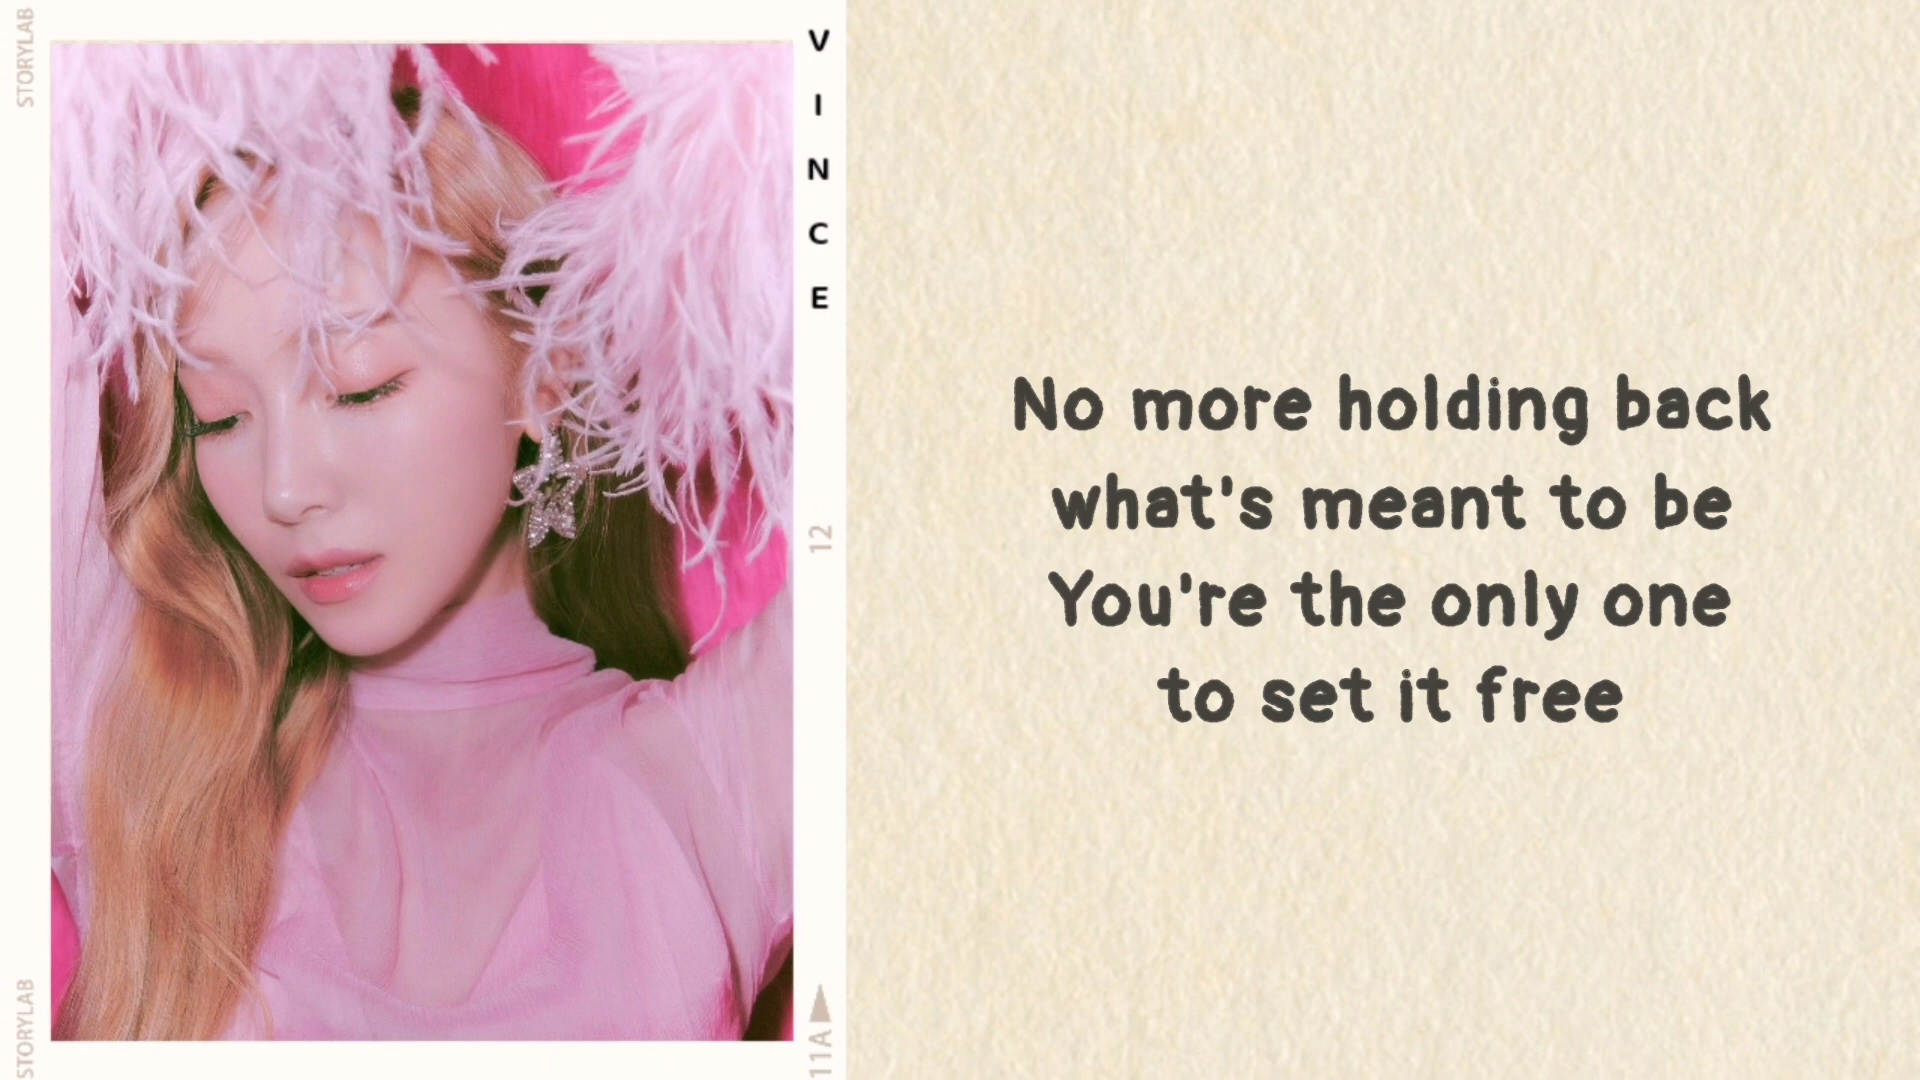 STORYLAB
VINCE
12
STORYLAB
11A
No more holding back
what's meant to be
You're the only one
to set it free